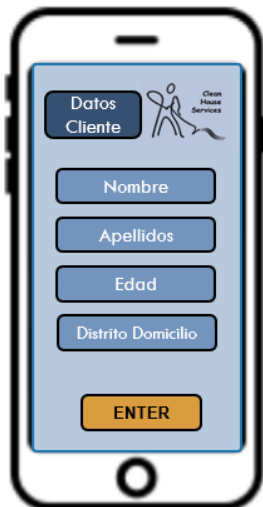 Datos
Cliente
Clean
House
Services
Nombre
Apellidos
Edad
Distrito Domicilio
ENTER